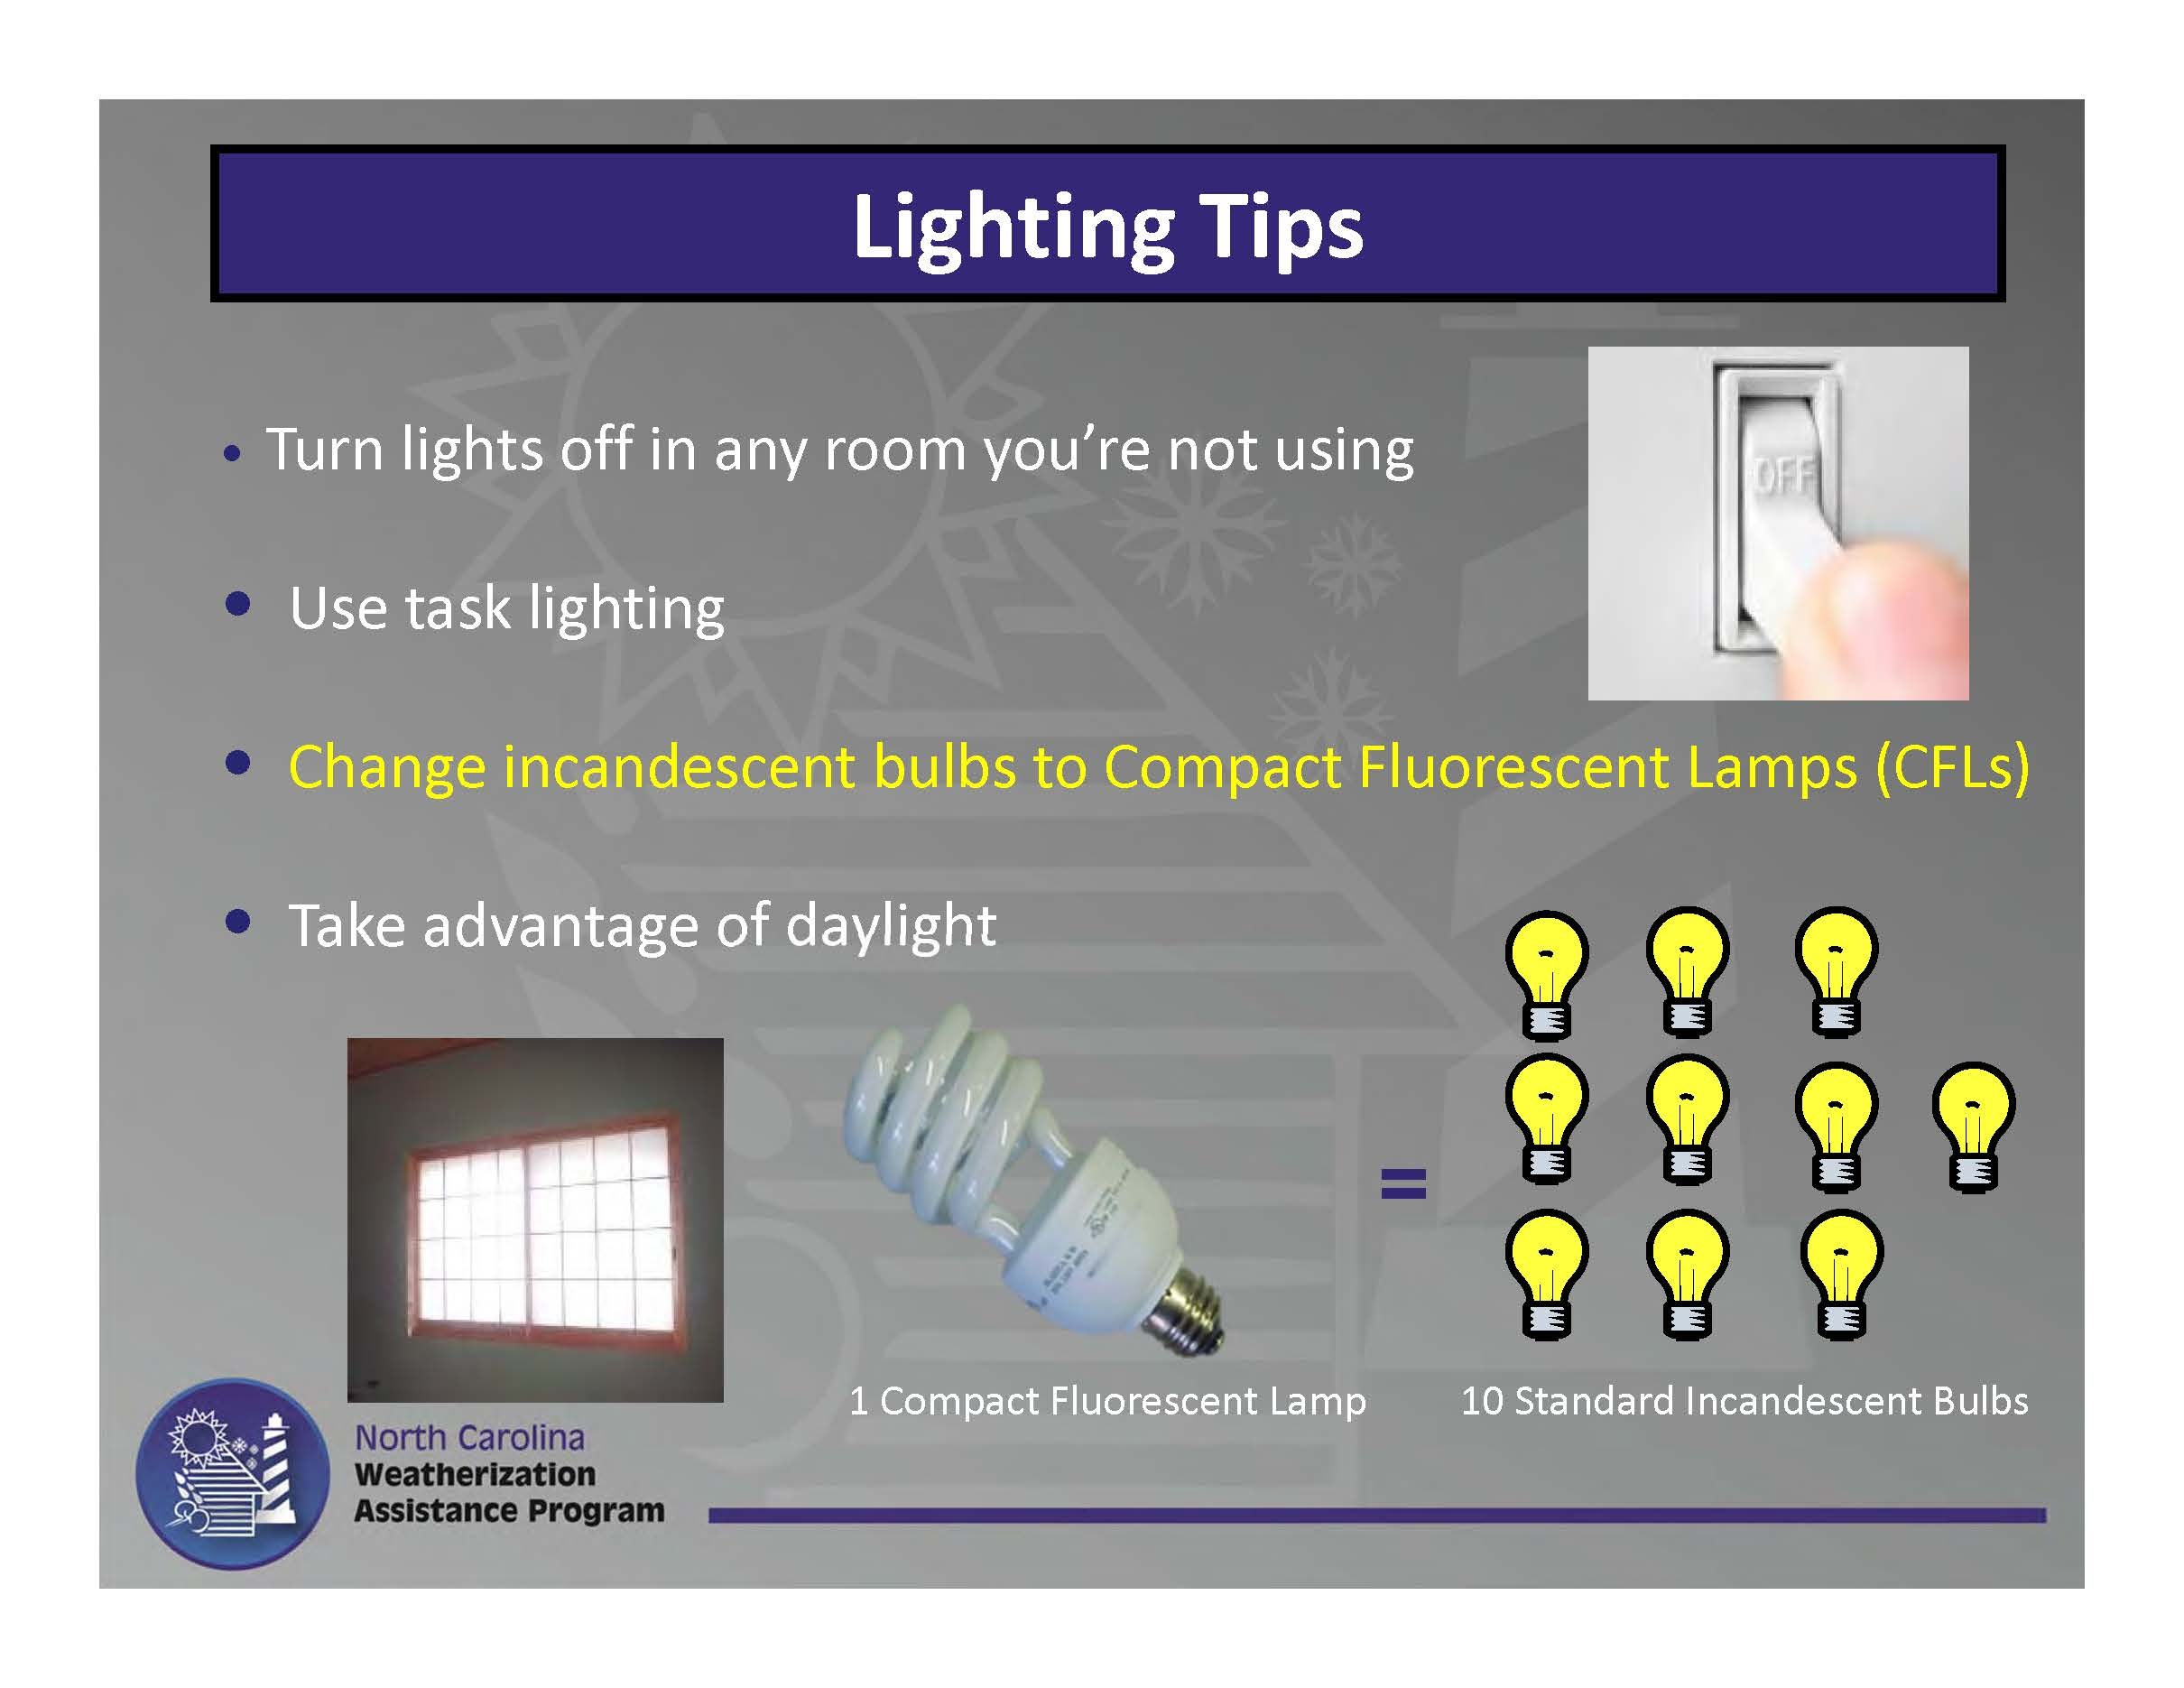 Lighting Tips
• Turn lights off in any room you're not using
OFF
• Use task lighting
• Change incandescent bulbs to Compact Fluorescent Lamps (CFLs)
• Take advantage of daylight
=
1 Compact Fluorescent Lamp
10 Standard Incandescent Bulbs
North Carolina
Weatherization
Assistance Program